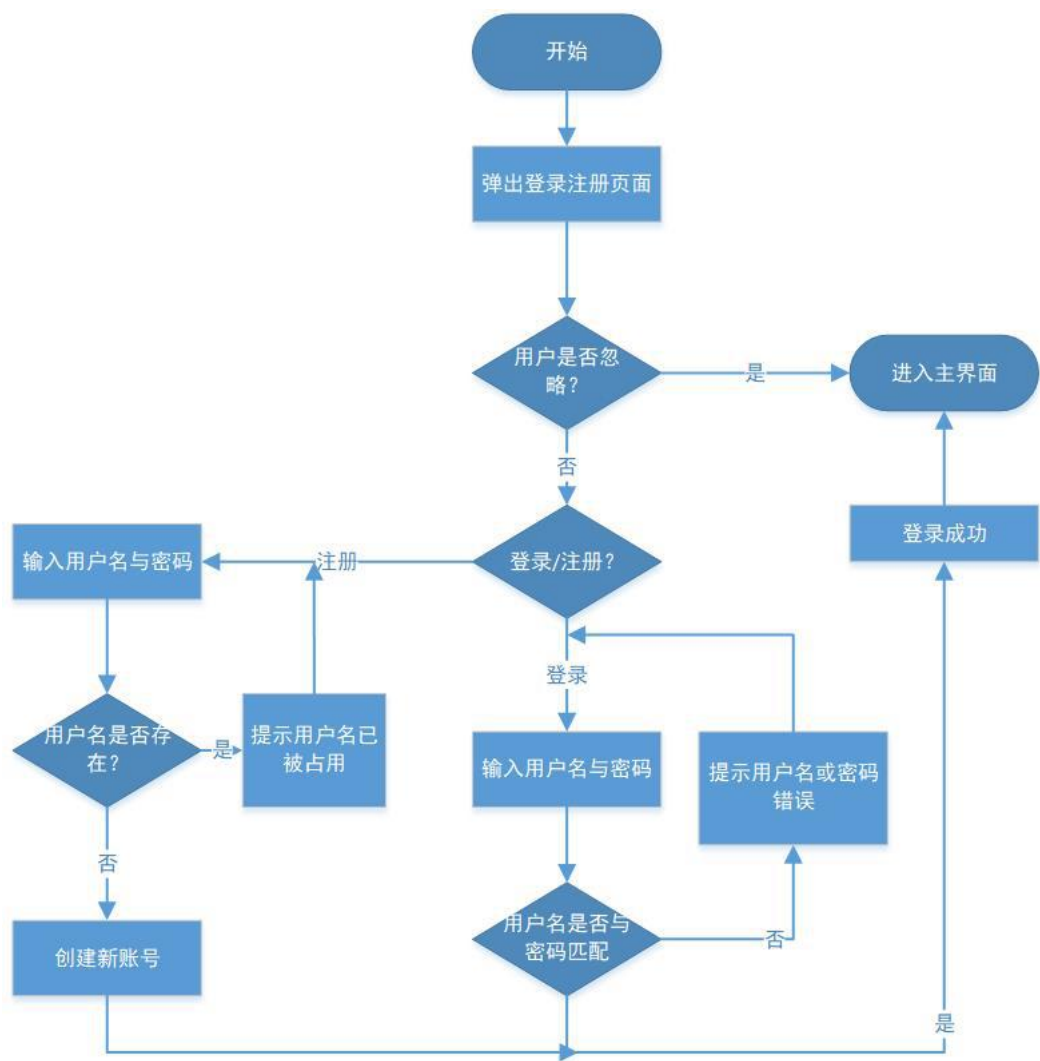 开始
弹出登录注册页面
用户是否忽
略？
是
进入主界面
否
登录成功
输入用户名与密码
注册
登录/注册？
登录
用户名是否存
在？
是
提示用户名已
被占用
输入用户名与密码
提示用户名或密码
错误
否
用户名是否与
密码匹配
否
创建新账号
是